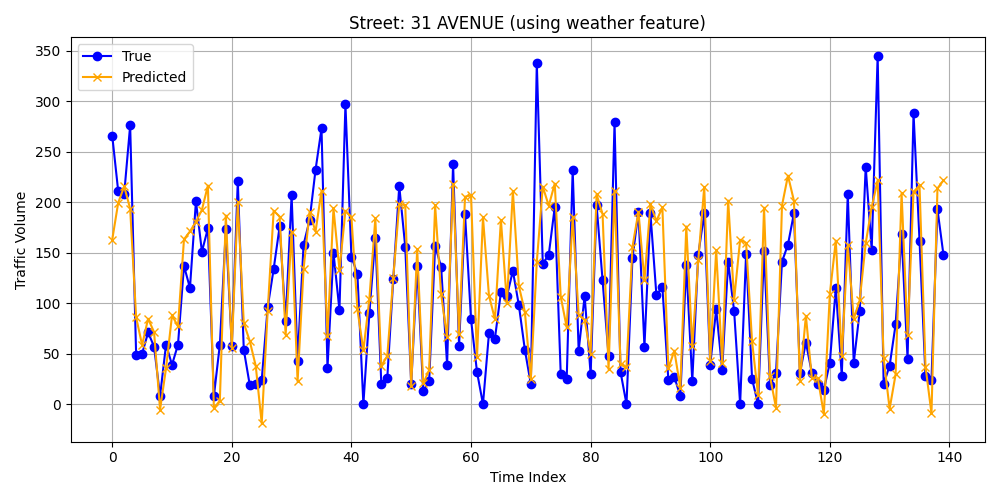 Street: 31 AVENUE (using weather feature)
True
Predicted
Traffic Volume
350
300
250
200
150
100
50
0
0 20 40 60 80 100 120 140
Time Index